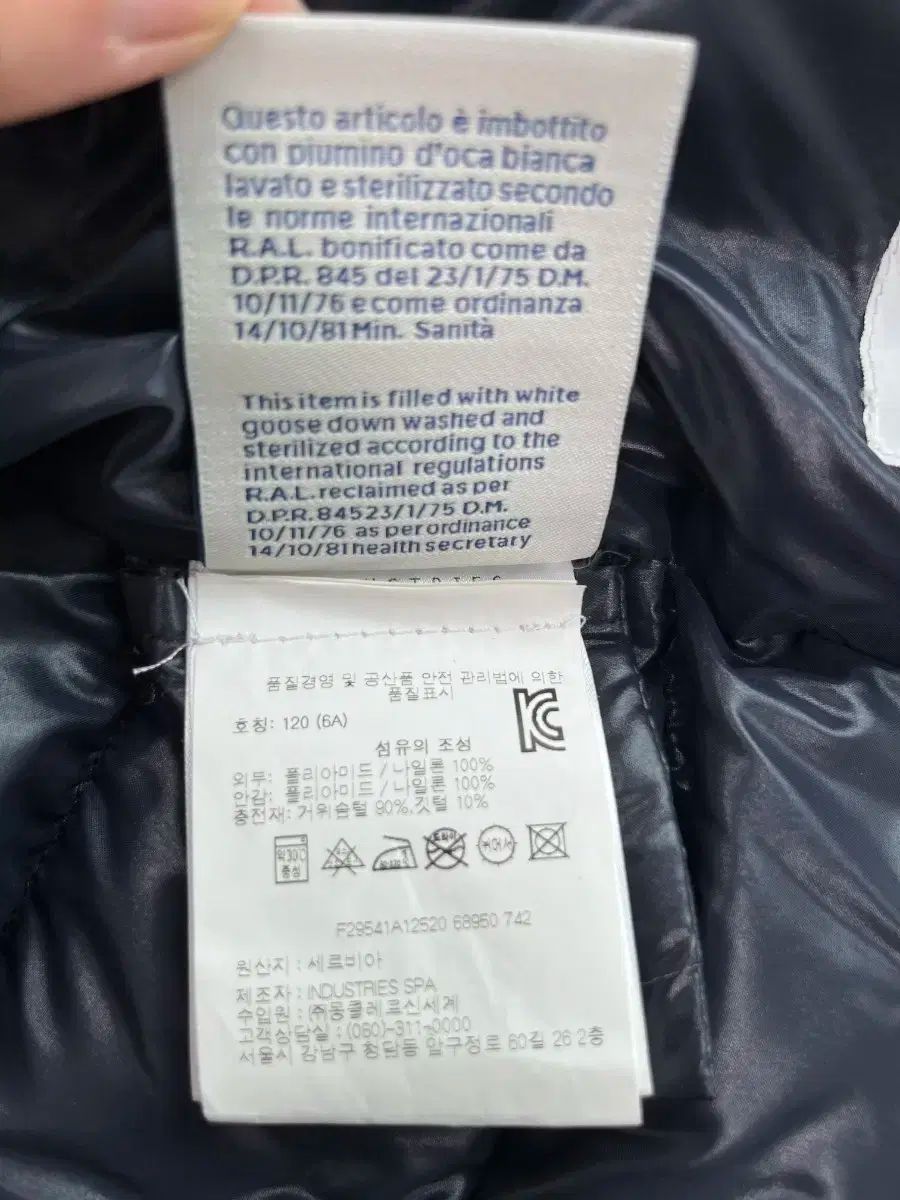 Questo articolo è imbottito
con piumino d'oca bianca
lavato e sterilizzato secondo
le norme internazionali
R.A.L. bonificato come da
D.P.R. 845 del 23/1/75 D.M.
10/11/76 e come ordinanza
14/10/81 Min. Sanità
This item is filled with white
goose down washed and
sterilized according to the
international regulations
R.A.L. reclaimed as per
D.P.R. 84523/1/75 D.M.
10/11/76 as per ordinance
14/10/81 health secretary
품질경영 및 공산품 안전 관리법에 의한
품질표시
호칭: 120 (6A)
섬유의 조성
외부: 폴리아미드 / 나일론 100%
안감: 폴리아미드 / 나일론 100%
충전재: 거위솜털 90%, 깃털 10%
약30℃
중성
드라이
F29541A12520 68950 742
원산지 : 세르비아
제조자 : INDUSTRIES SPA
수입원 : (주)몽클레르신세계
고객상담실 : (080)-311-0000
서울시 강남구 청담동 압구정로 60길 26 2층